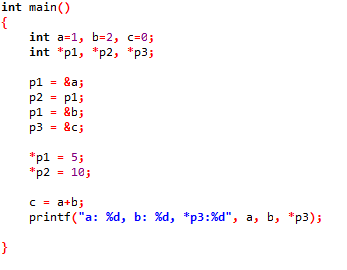 int main()
{
int a=1, b=2, c=0;
int *p1, *p2, *p3;
p1 = &a;
p2 = p1;
p1 = &b;
p3 = &c;
*p1 = 5;
*p2 = 10;
c = a+b;
printf("a: %d, b: %d, *p3:%d", a, b, *p3);
}